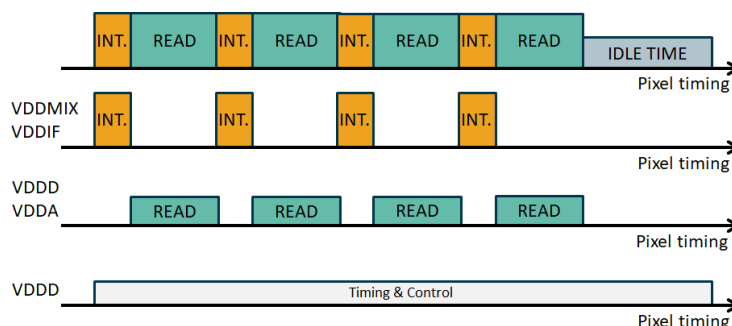 INT. READ INT. READ INT. READ INT. READ IDLE TIME
Pixel timing
VDDMIX
VDDIF
INT. INT. INT. INT.
Pixel timing
VDDD
VDDA
READ READ READ READ
Pixel timing
VDDD
Timing & Control
Pixel timing